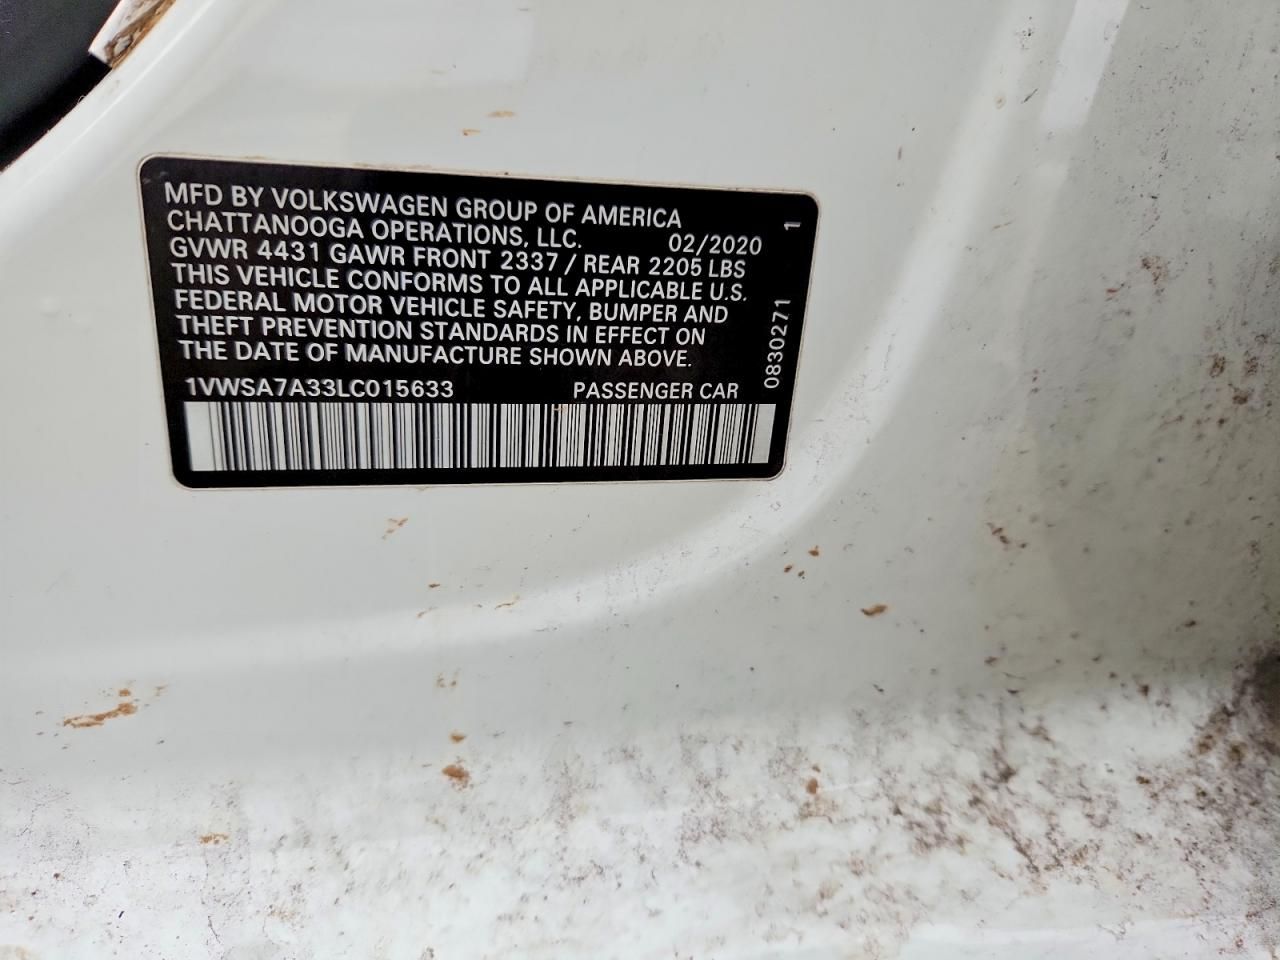 MFD BY VOLKSWAGEN GROUP OF AMERICA
CHATTANOOGA OPERATIONS, LLC. 02/2020
GVWR 4431 GAWR FRONT 2337 / REAR 2205 LBS
THIS VEHICLE CONFORMS TO ALL APPLICABLE U.S.
FEDERAL MOTOR VEHICLE SAFETY, BUMPER AND
THEFT PREVENTION STANDARDS IN EFFECT ON
THE DATE OF MANUFACTURE SHOWN ABOVE.
1VWSA7A33LC015633 PASSENGER CAR
0830271 1